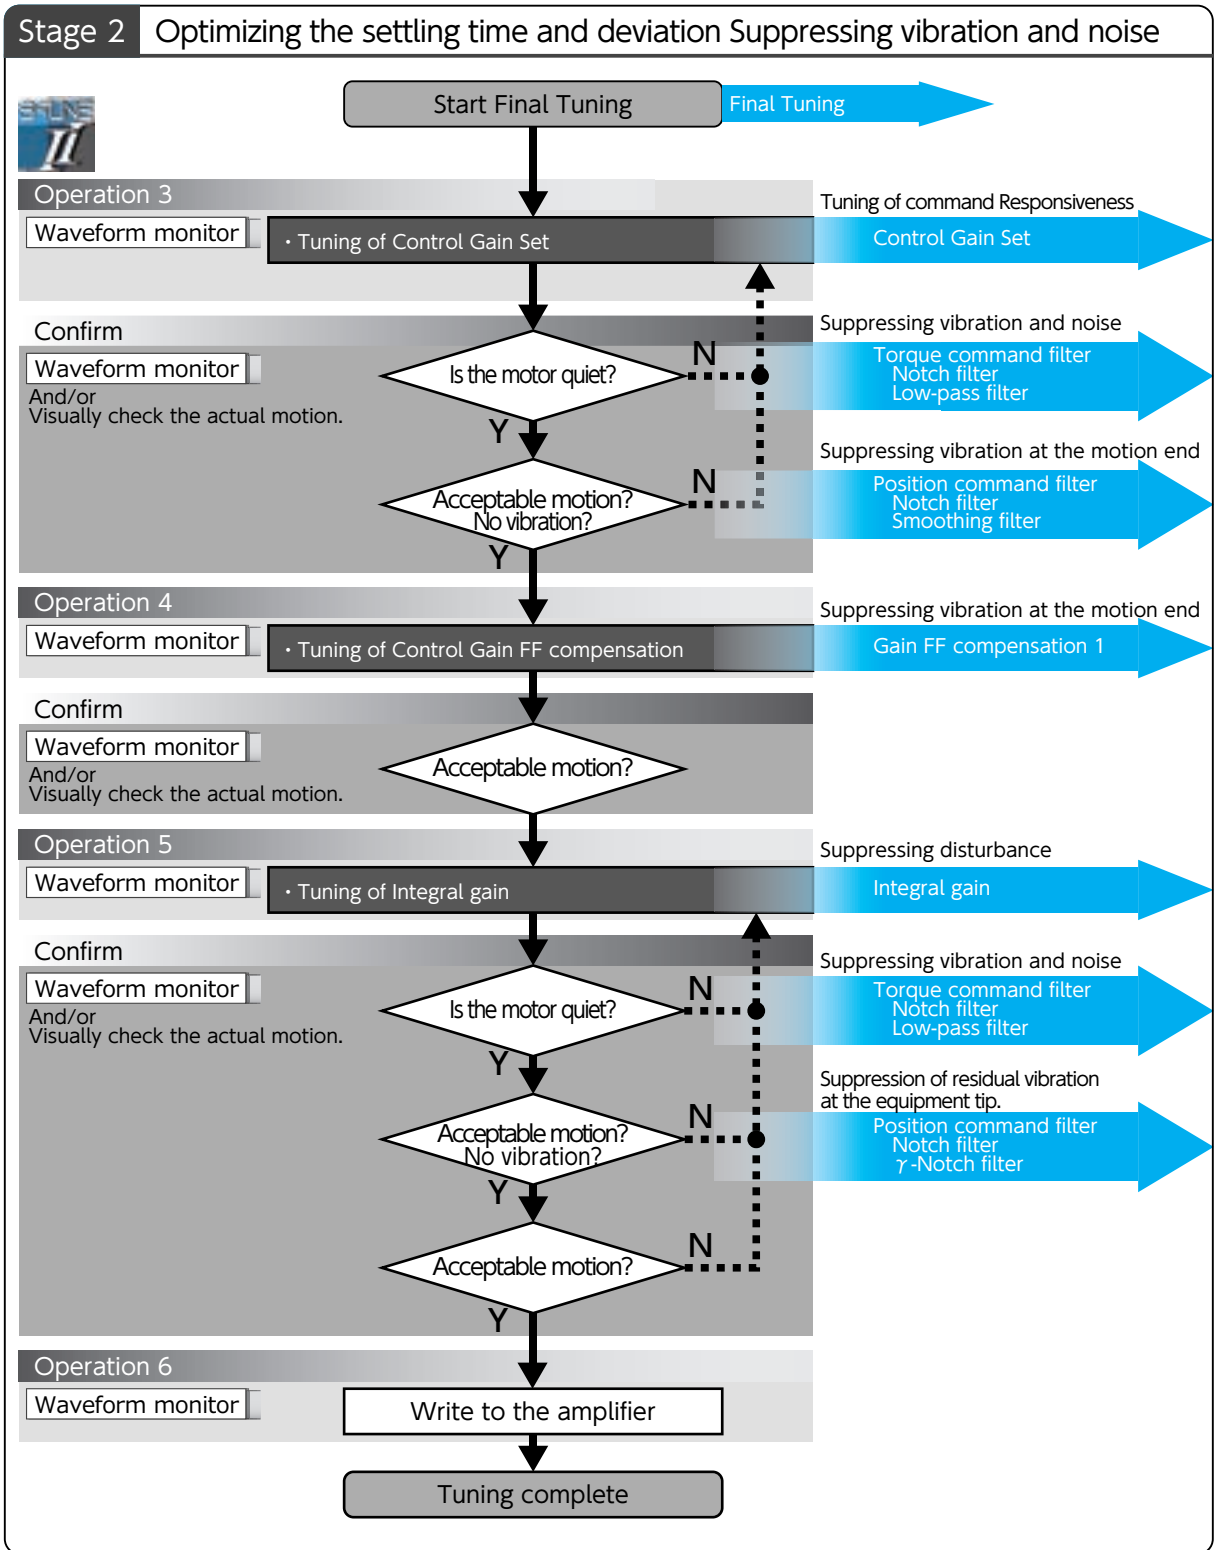 Stage 2 Optimizing the settling time and deviation Suppressing vibration and noise
Start Final Tuning
Final Tuning
II
Operation 3
Waveform monitor
・Tuning of Control Gain Set
Tuning of command Responsiveness
Control Gain Set
Confirm
Waveform monitor
And/or
Visually check the actual motion.
Is the motor quiet?
N
Y
Suppressing vibration and noise
Torque command filter
Notch filter
Low-pass filter
Acceptable motion?
No vibration?
N
Y
Suppressing vibration at the motion end
Position command filter
Notch filter
Smoothing filter
Operation 4
Waveform monitor
・Tuning of Control Gain FF compensation
Suppressing vibration at the motion end
Gain FF compensation 1
Confirm
Waveform monitor
And/or
Visually check the actual motion.
Acceptable motion?
Operation 5
Waveform monitor
・Tuning of Integral gain
Suppressing disturbance
Integral gain
Confirm
Waveform monitor
And/or
Visually check the actual motion.
Is the motor quiet?
N
Y
Suppressing vibration and noise
Torque command filter
Notch filter
Low-pass filter
Acceptable motion?
No vibration?
N
Y
Suppression of residual vibration
at the equipment tip.
Position command filter
Notch filter
γ-Notch filter
Acceptable motion?
N
Y
Operation 6
Waveform monitor
Write to the amplifier
Tuning complete